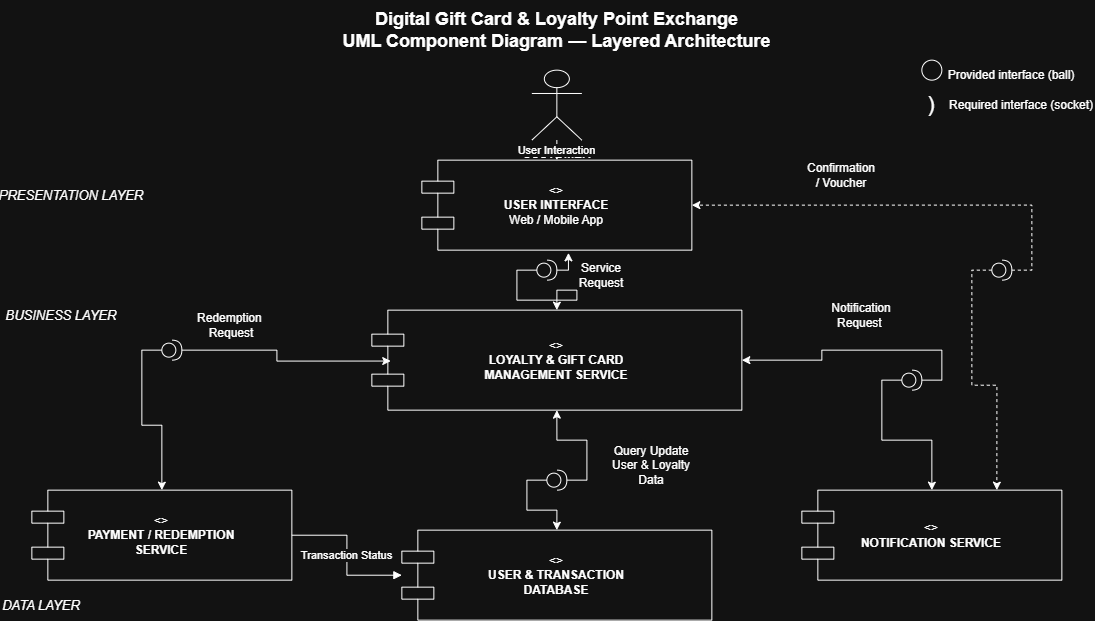 Digital Gift Card & Loyalty Point Exchange
UML Component Diagram — Layered Architecture
Provided interface (ball)
) Required interface (socket)
User Interaction
PRESENTATION LAYER
<>
USER INTERFACE
Web / Mobile App
Confirmation
/ Voucher
Service
Request
BUSINESS LAYER
Redemption
Request
<>
LOYALTY & GIFT CARD
MANAGEMENT SERVICE
Notification
Request
Query Update
User & Loyalty
Data
<>
PAYMENT / REDEMPTION
SERVICE
Transaction Status
<>
USER & TRANSACTION
DATABASE
<>
NOTIFICATION SERVICE
DATA LAYER